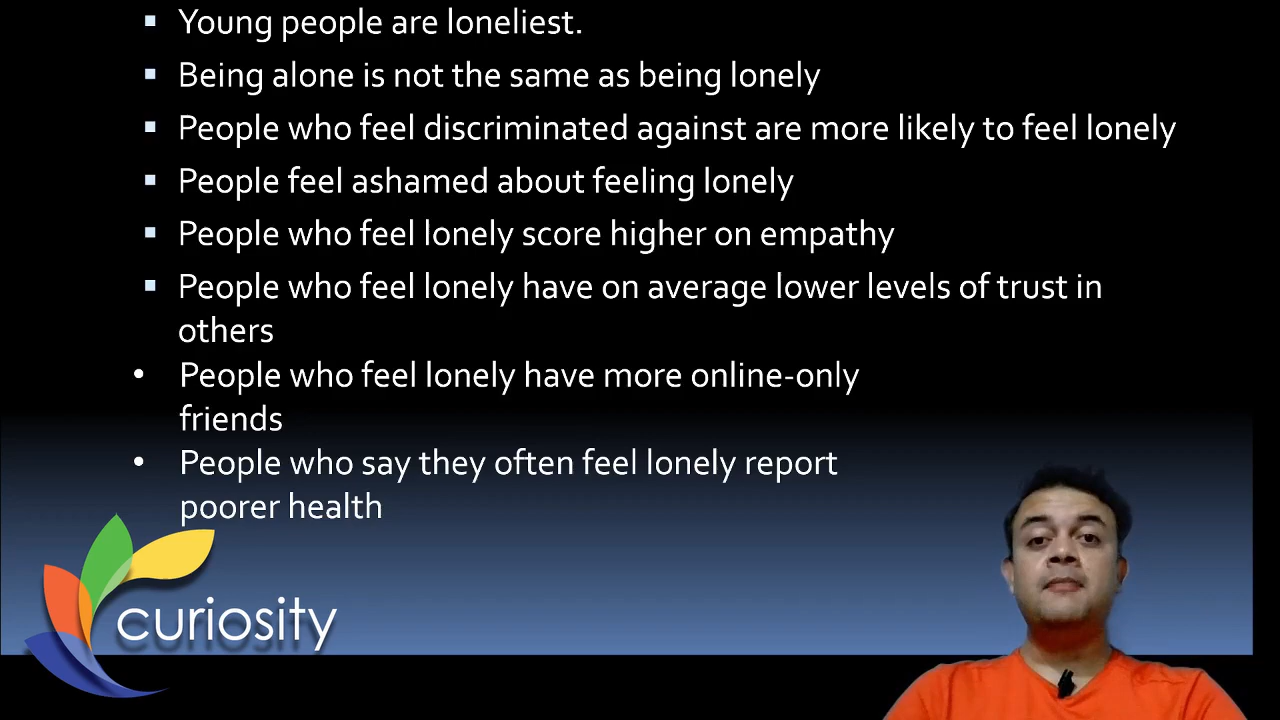 Young people are loneliest.
Being alone is not the same as being lonely
People who feel discriminated against are more likely to feel lonely
People feel ashamed about feeling lonely
People who feel lonely score higher on empathy
People who feel lonely have on average lower levels of trust in
others
People who feel lonely have more online-only
friends
People who say they often feel lonely report
poorer health
curiosity